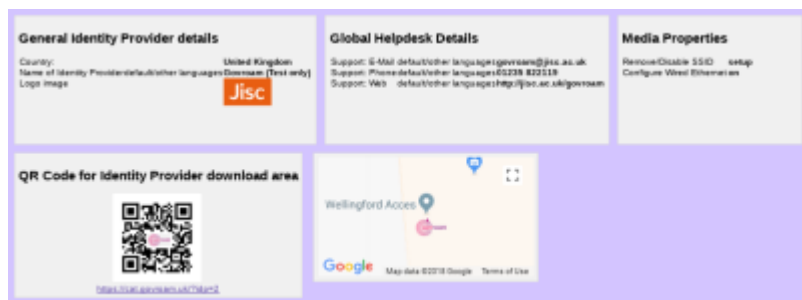 General Identity Provider details
Country: United Kingdom
Name of Identity Provider default/other languages Govroam (Test only)
Logo image
Jisc
Global Helpdesk Details
Support: E-Mail default/other languages govroam@jisc.ac.uk
Support: Phone default/other languages 01235 822119
Support: Web default/other languages http://jisc.ac.uk/govroam
Media Properties
Remove/Disable SSID setup
Configure Wired Ethernet on
QR Code for Identity Provider download area
Wellingford Acces
Google
Map data ©2018 Google Terms of Use